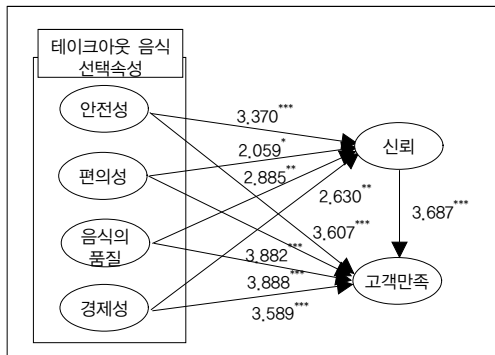 테이크아웃 음식
선택속성
안전성
편의성
음식의
품질
경제성
신뢰
고객만족
3.370***
2.059*
2.885**
2.630**
3.607***
3.687***
3.882***
3.888***
3.589***